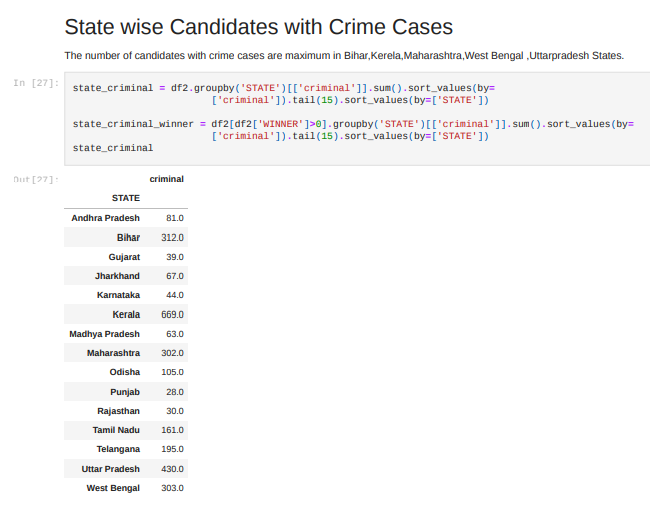 State wise Candidates with Crime Cases
The number of candidates with crime cases are maximum in Bihar,Kerela,Maharashtra,West Bengal ,Uttarpradesh States.
In [27]:
state_criminal = df2.groupby('STATE')[['criminal']].sum().sort_values(by=
['criminal']).tail(15).sort_values(by=['STATE'])
state_criminal_winner = df2[df2['WINNER']>0].groupby('STATE')[['criminal']].sum().sort_values(by=
['criminal']).tail(15).sort_values(by=['STATE'])
state_criminal
Out[27]:
criminal
STATE
Andhra Pradesh 81.0
Bihar 312.0
Gujarat 39.0
Jharkhand 67.0
Karnataka 44.0
Kerala 669.0
Madhya Pradesh 63.0
Maharashtra 302.0
Odisha 105.0
Punjab 28.0
Rajasthan 30.0
Tamil Nadu 161.0
Telangana 195.0
Uttar Pradesh 430.0
West Bengal 303.0